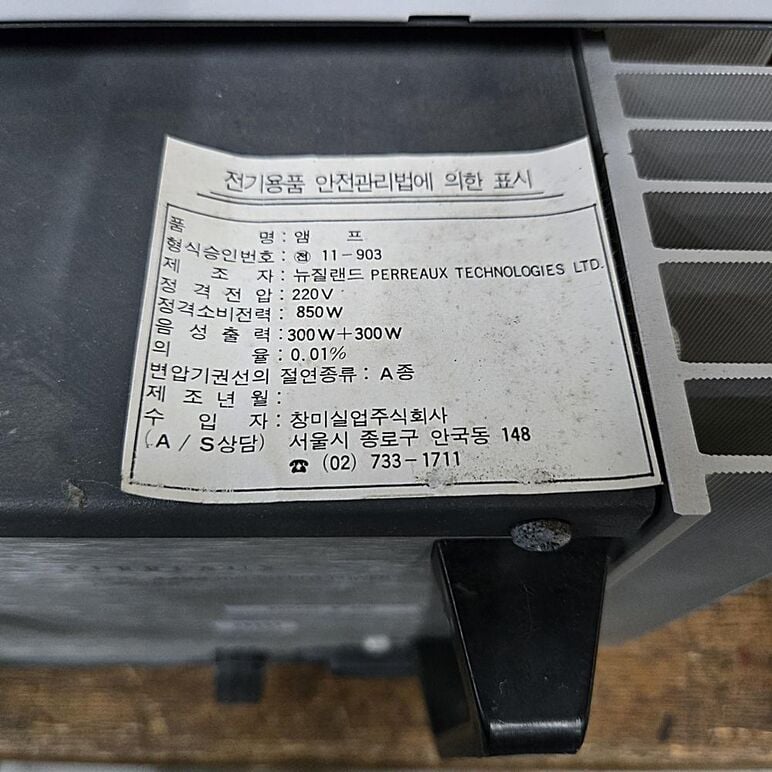 전기용품 안전관리법에 의한 표시
품 명 : 앰 프
형식승인번호 : ㉠ 11-903
제 조 자 : 뉴질랜드 PERREAUX TECHNOLOGIES LTD.
정 격 전 압 : 220V
정격소비전력 : 850W
음 성 출 력 : 300W+300W
의 율 : 0.01%
변압기권선의 절연종류 : A종
제 조 년 월 :
수 입 자 : 창미실업주식회사
(A / S상담) 서울시 종로구 안국동 148
☎ (02) 733-1711